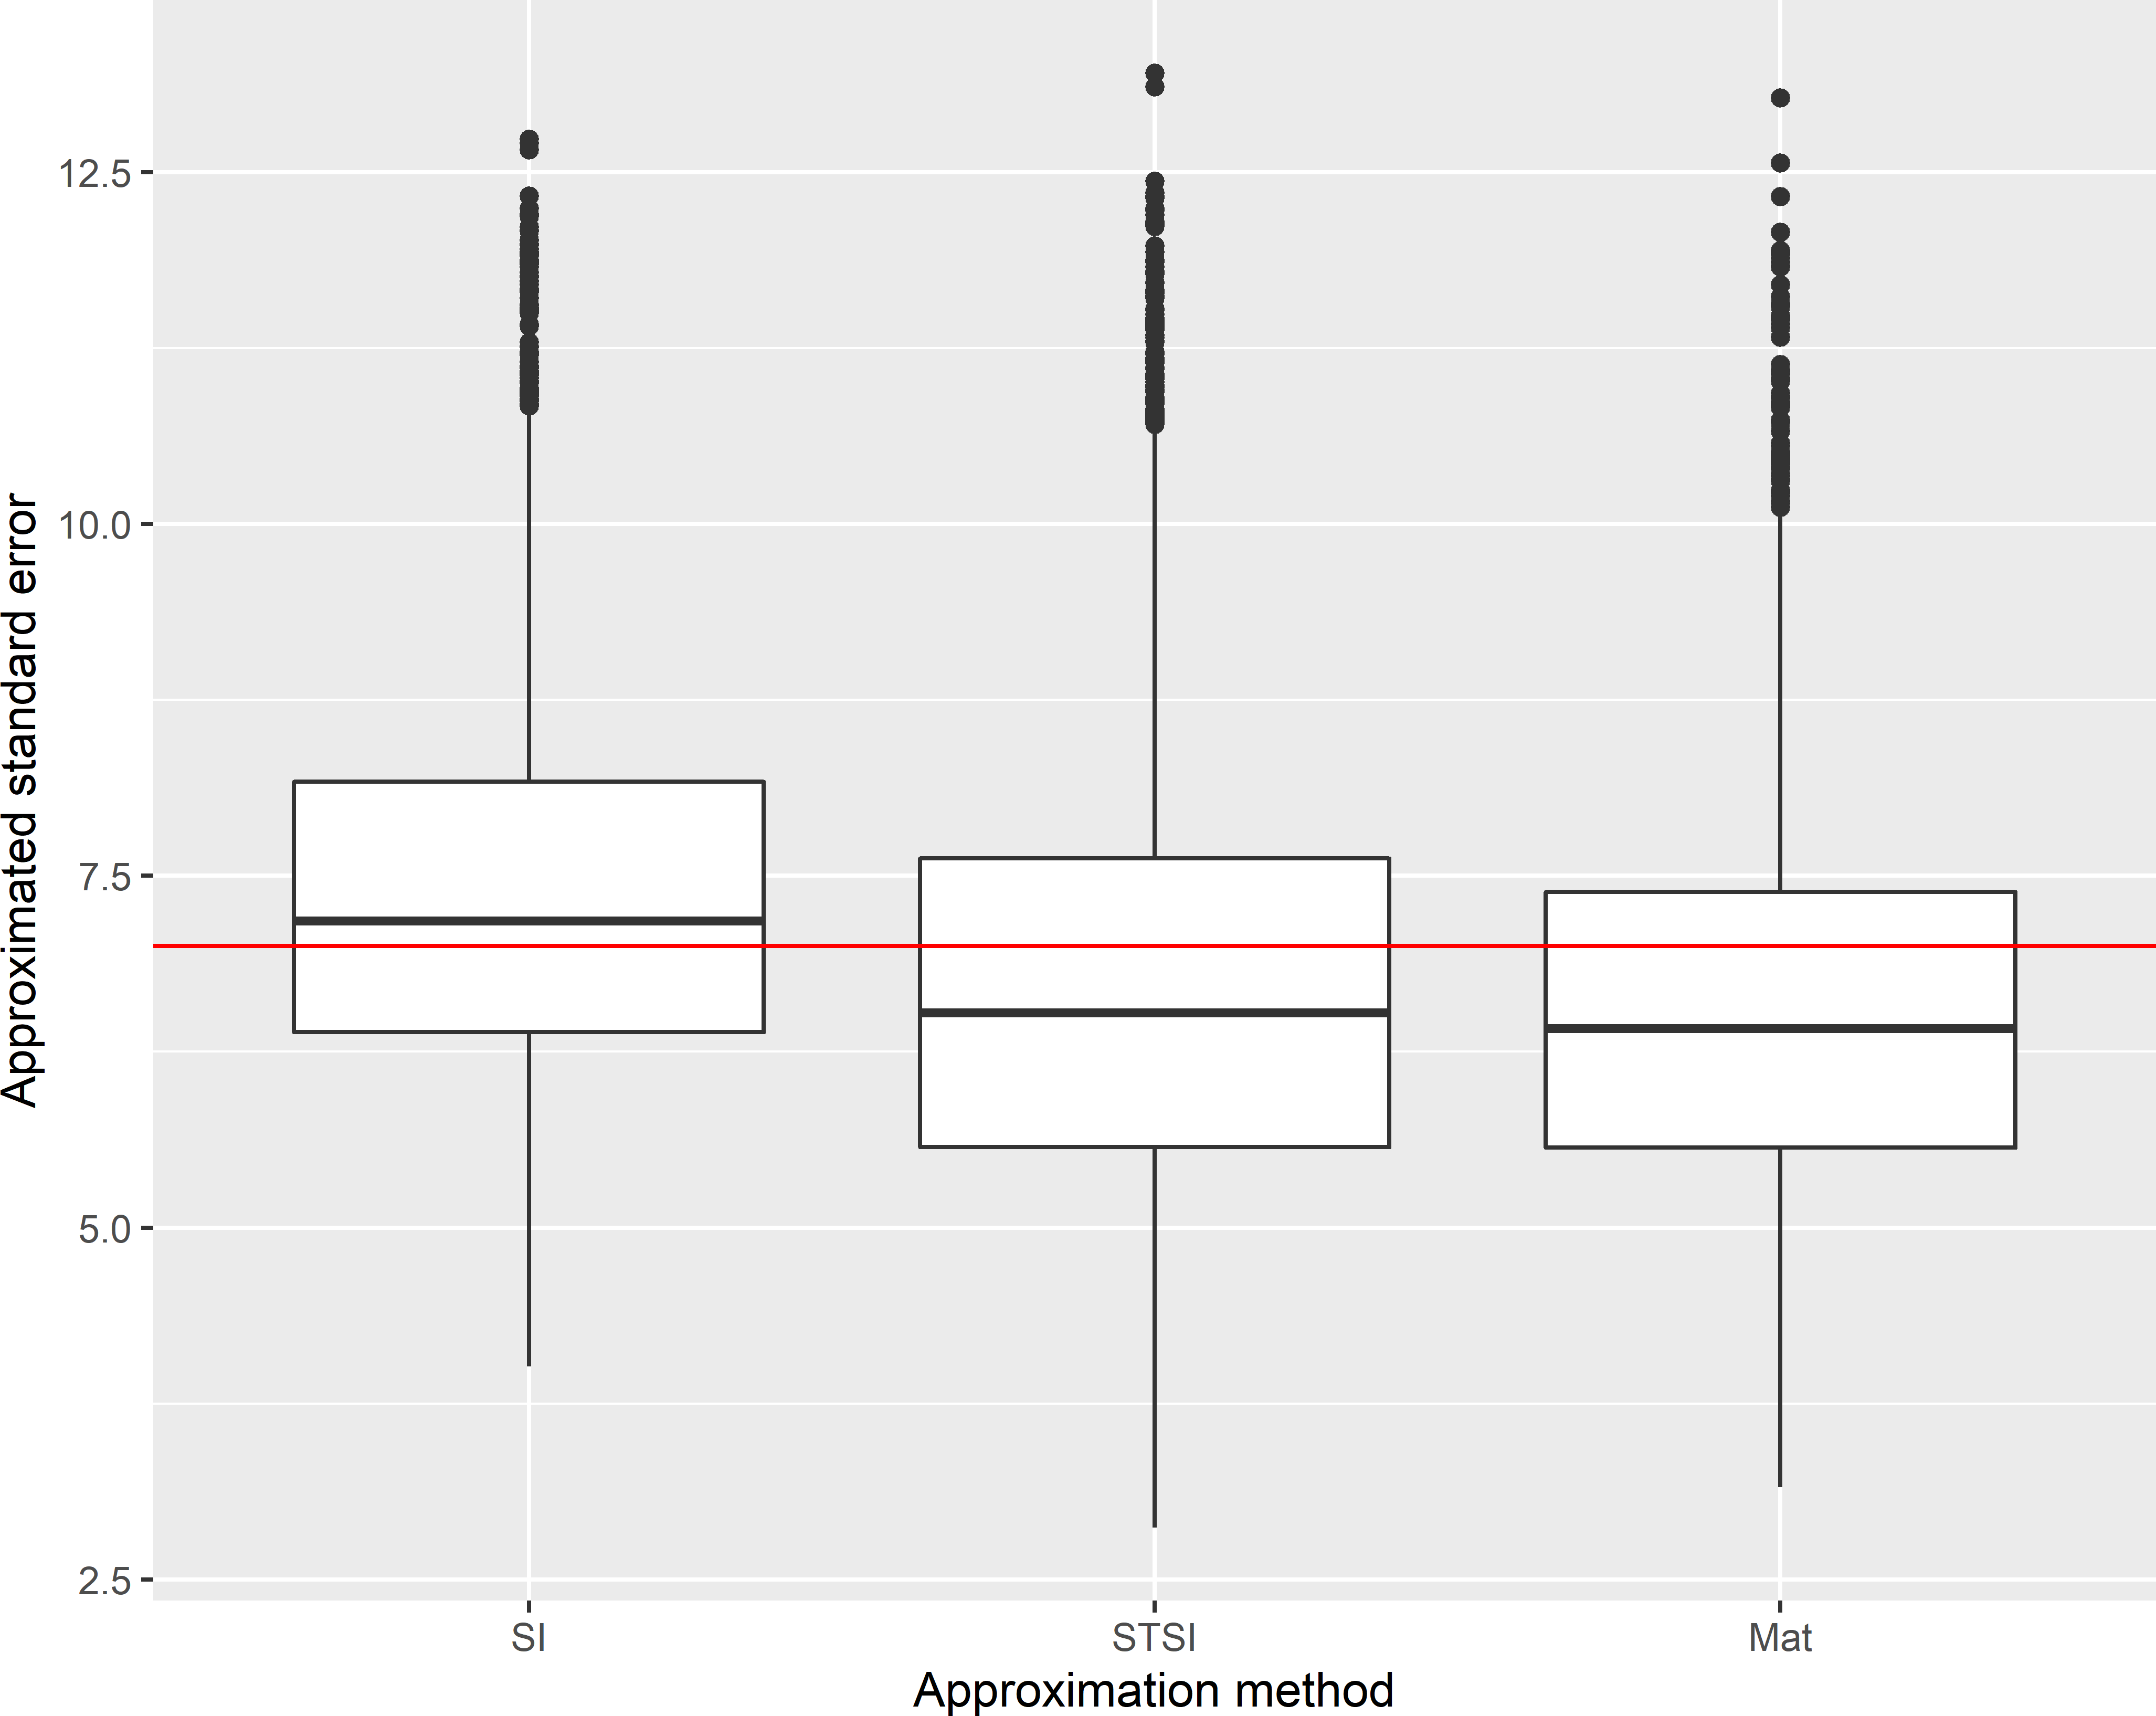 Approximated standard error
12.5
10.0
7.5
5.0
2.5
SI STSI Mat
Approximation method